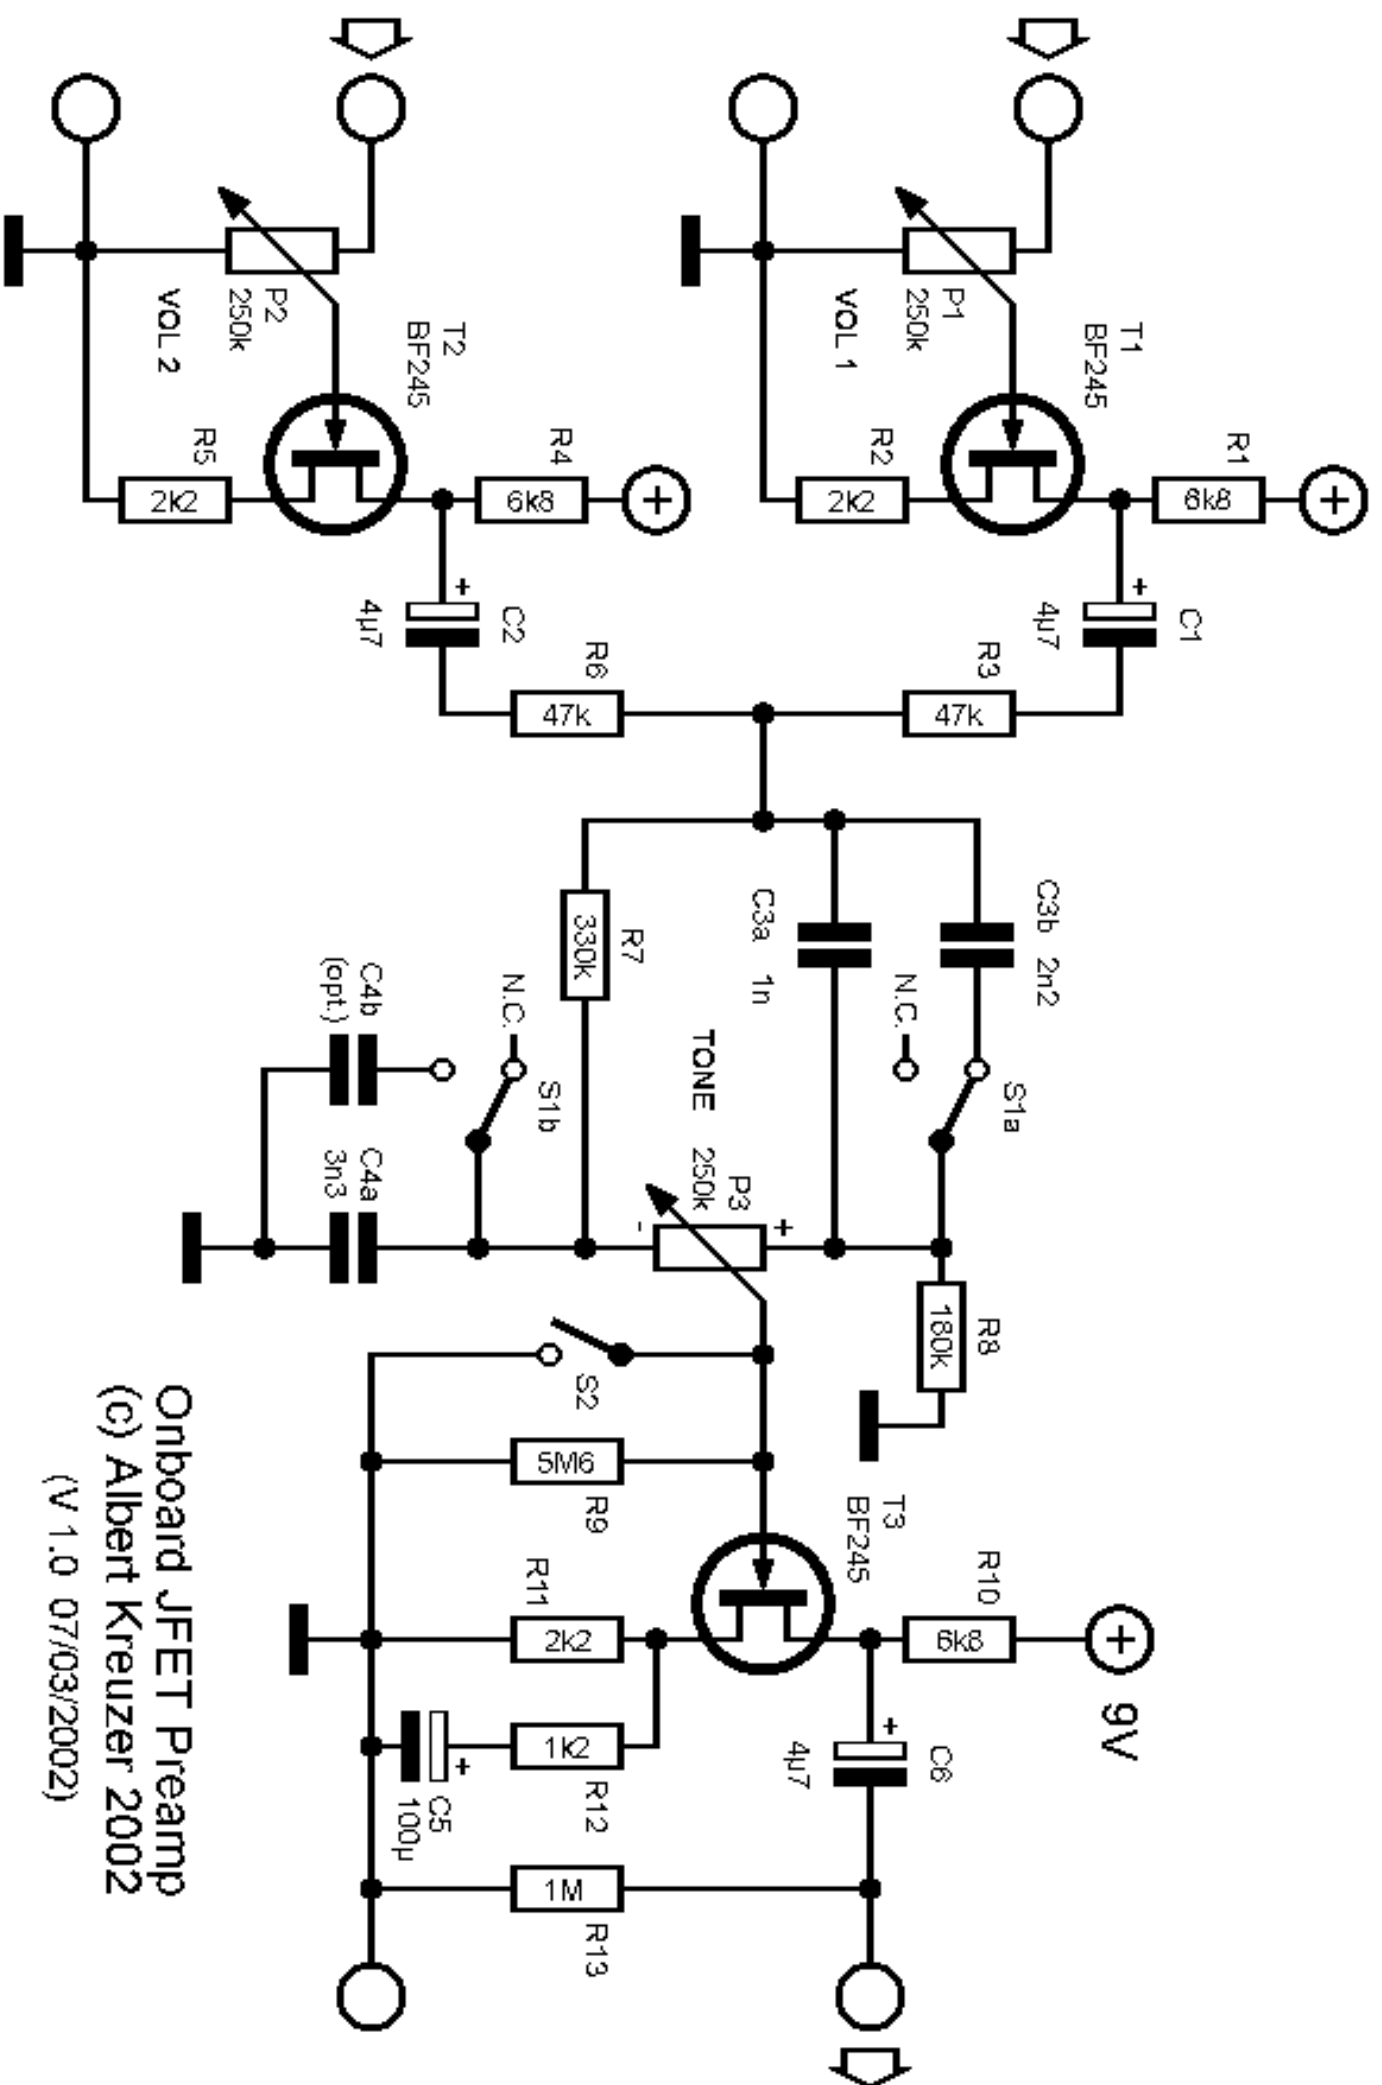 T1
BF245
R1
6k8
+
P1
250k
VOL 1
R2
2k2
+
C1
4µ7
R3
47k
T2
BF245
R4
6k8
+
P2
250k
VOL 2
R5
2k2
+
C2
4µ7
R6
47k
C3b 2n2
S1a
N.C.
C3a 1n
R7
330k
TONE
P3
250k
+
-
N.C.
S1b
C4b
(opt.)
C4a
3n3
R8
180k
S2
5M6
R9
T3
BF245
R10
6k8
+
9V
R11
2k2
1k2
R12
+
C5
100µ
+
C6
4µ7
1M
R13
Onboard JFET Preamp
(c) Albert Kreuzer 2002
(V 1.0 07/03/2002)